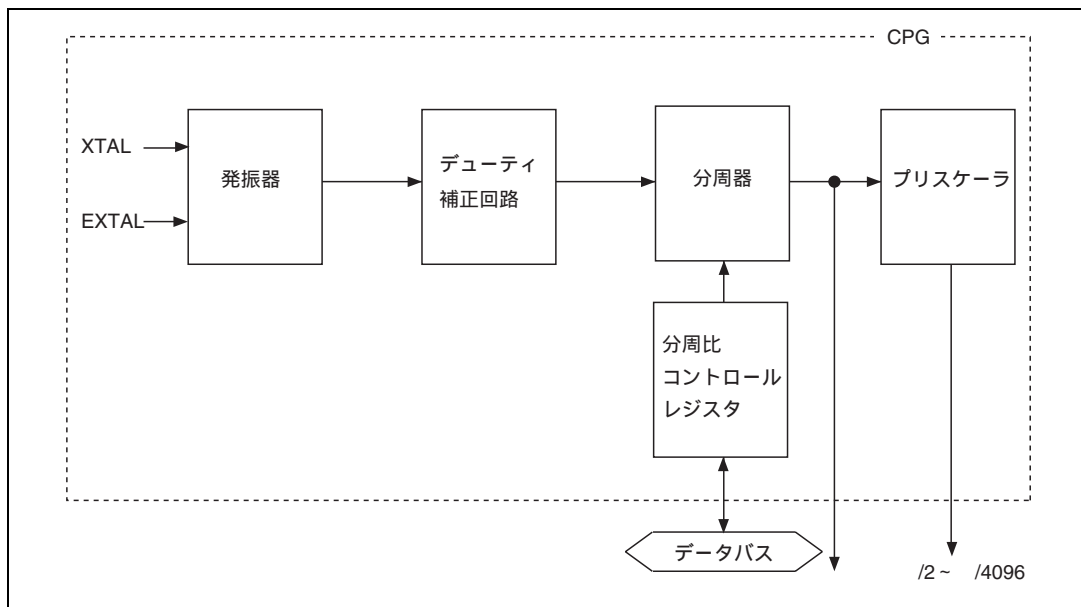 CPG
XTAL
EXTAL
発振器
デューティ
補正回路
分周器
プリスケーラ
分周比
コントロール
レジスタ
データバス
/2～ /4096